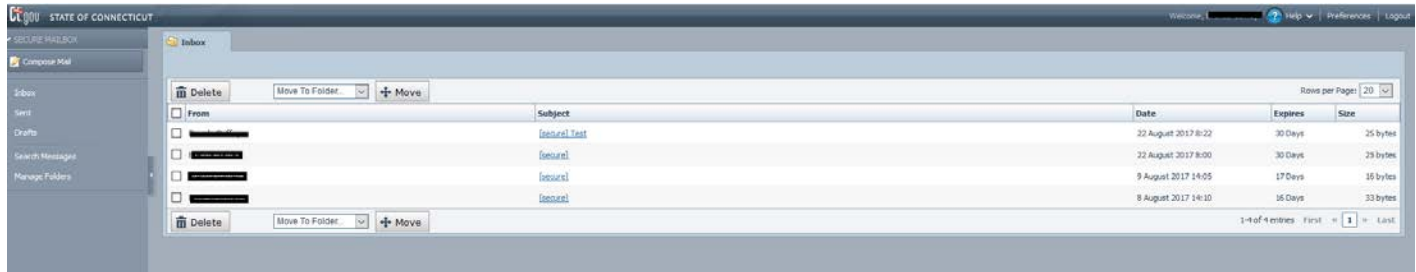 Ct.gov STATE OF CONNECTICUT Welcome, Help Preferences Logout
SECURE MAILBOX Inbox
Compose Mail
Delete Move To Folder... Move Rows per Page: 20
Inbox
From Subject Date Expires Size
Sent
Drafts
[secure] Test 22 August 2017 8:22 30 Days 25 bytes
Search Messages
[secure] 22 August 2017 8:00 30 Days 25 bytes
Manage Folders
[secure] 9 August 2017 14:05 17 Days 16 bytes
[secure] 8 August 2017 14:10 16 Days 33 bytes
Delete Move To Folder... Move 1-4 of 4 entries First « 1 » Last